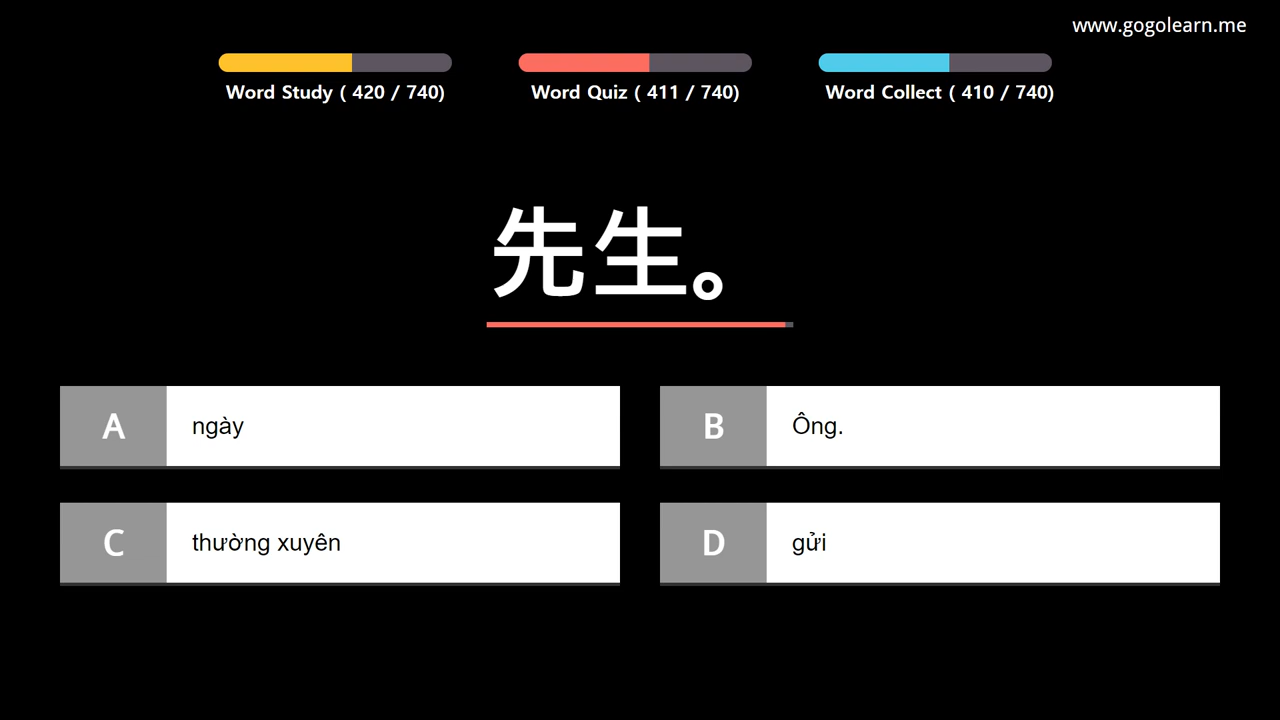 www.gogolearn.me
Word Study ( 420 / 740)
Word Quiz ( 411 / 740)
Word Collect ( 410 / 740)
先生。
A ngày
B Ông.
C thường xuyên
D gửi